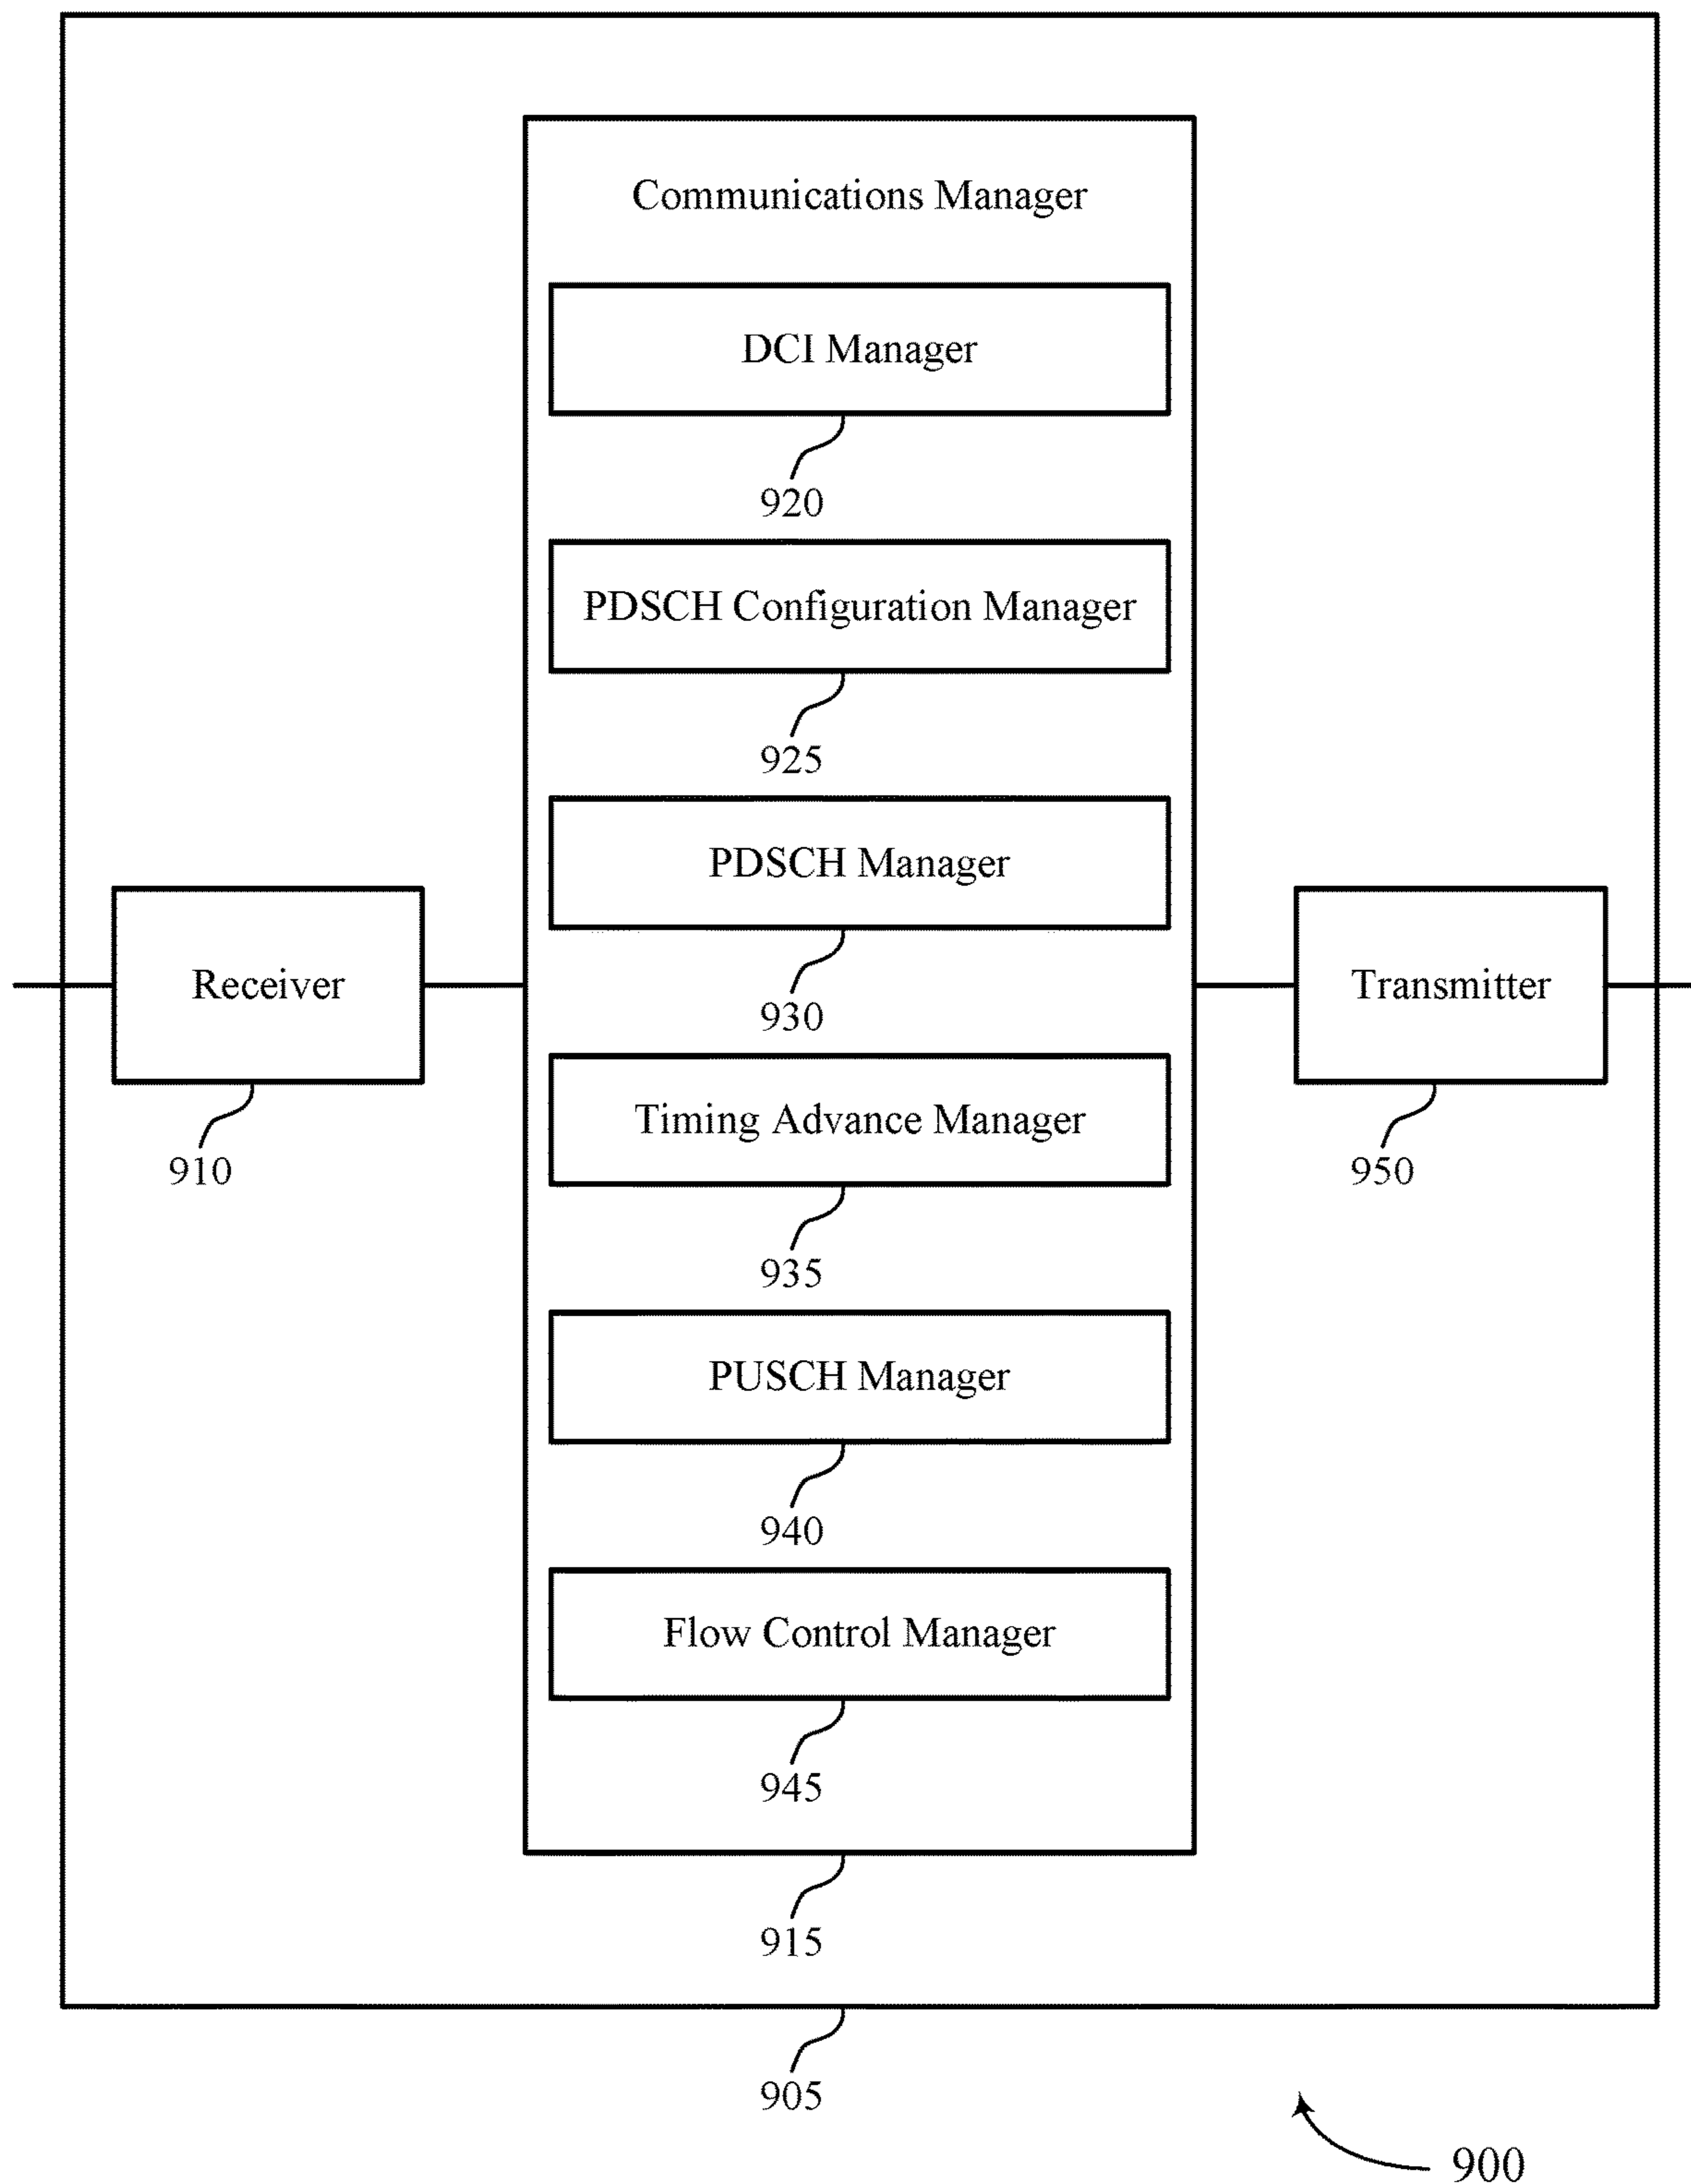 Communications Manager
DCI Manager
920
PDSCH Configuration Manager
925
PDSCH Manager
930
Receiver
910
Transmitter
950
Timing Advance Manager
935
PUSCH Manager
940
Flow Control Manager
945
915
905
900